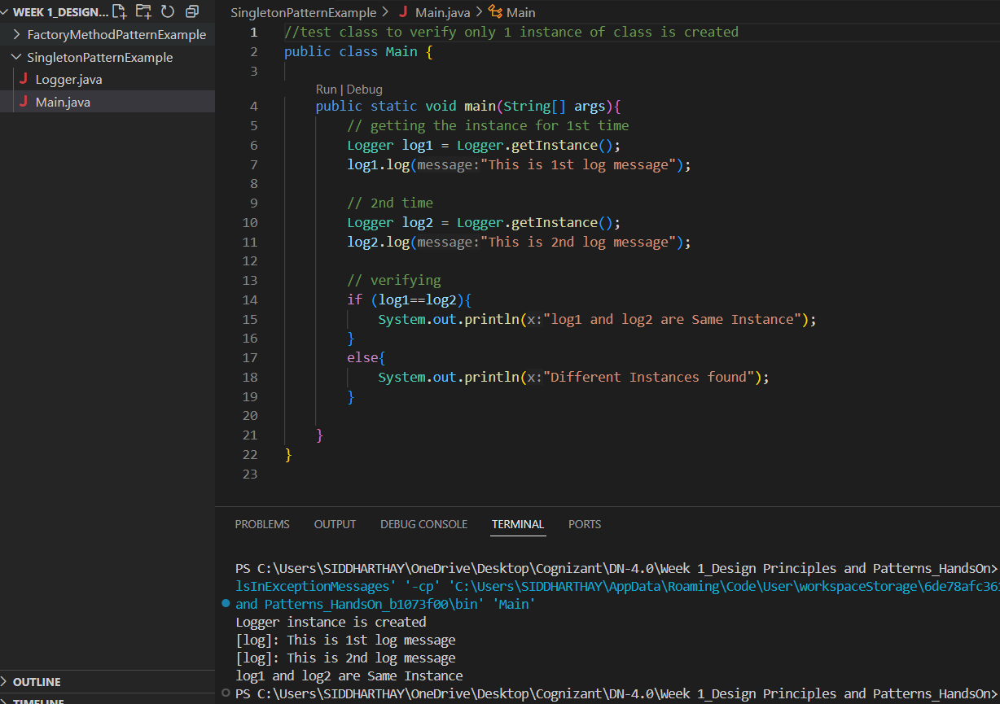 WEEK 1_DESIGN...
FactoryMethodPatternExample
SingletonPatternExample
J Logger.java
J Main.java
OUTLINE
TIMELINE
SingletonPatternExample > J Main.java > Main
1 //test class to verify only 1 instance of class is created
2 public class Main {
3
Run | Debug
4 public static void main(String[] args){
5 // getting the instance for 1st time
6 Logger log1 = Logger.getInstance();
7 log1.log(message:"This is 1st log message");
8
9 // 2nd time
10 Logger log2 = Logger.getInstance();
11 log2.log(message:"This is 2nd log message");
12
13 // verifying
14 if (log1==log2){
15 System.out.println(x:"log1 and log2 are Same Instance");
16 }
17 else{
18 System.out.println(x:"Different Instances found");
19 }
20
21 }
22 }
23
PROBLEMS OUTPUT DEBUG CONSOLE TERMINAL PORTS
PS C:\Users\SIDDHARTHAY\OneDrive\Desktop\Cognizant\DN-4.0\Week 1_Design Principles and Patterns_HandsOn>
lsInExceptionMessages' '-cp' 'C:\Users\SIDDHARTHAY\AppData\Roaming\Code\User\workspaceStorage\6de78afc361
and Patterns_HandsOn_b1073f00\bin' 'Main'
Logger instance is created
[log]: This is 1st log message
[log]: This is 2nd log message
log1 and log2 are Same Instance
PS C:\Users\SIDDHARTHAY\OneDrive\Desktop\Cognizant\DN-4.0\Week 1_Design Principles and Patterns_HandsOn>